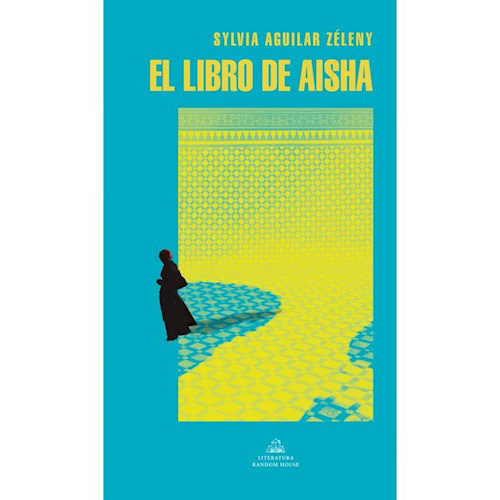 SYLVIA AGUILAR ZÉLENY
EL LIBRO DE AISHA
LITERATURA
RANDOM HOUSE